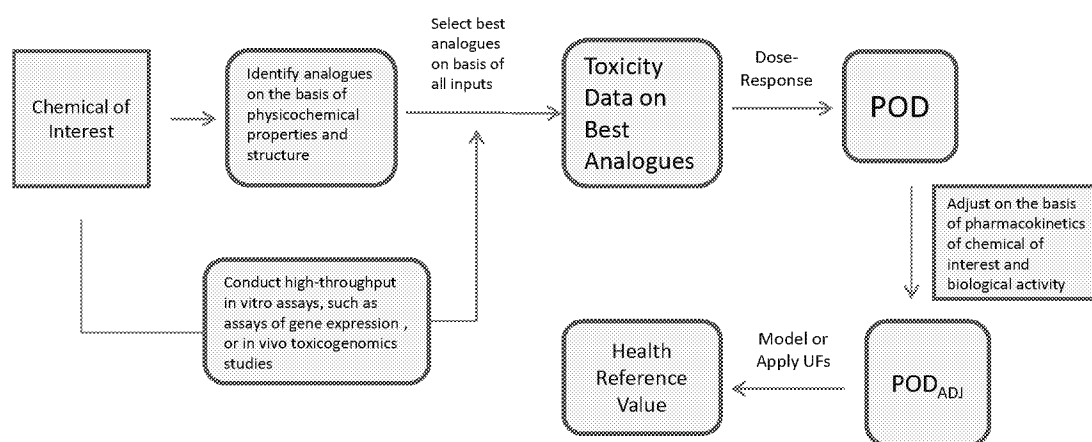 Chemical of
Interest
Identify analogues
on the basis of
physicochemical
properties and
structure
Select best
analogues
on basis of
all inputs
Conduct high-throughput
in vitro assays, such as
assays of gene expression ,
or in vivo toxicogenomics
studies
Toxicity
Data on
Best
Analogues
Dose-
Response
POD
Adjust on the basis
of pharmacokinetics
of chemical of
interest and
biological activity
POD ADJ
Model or
Apply UFs
Health
Reference
Value